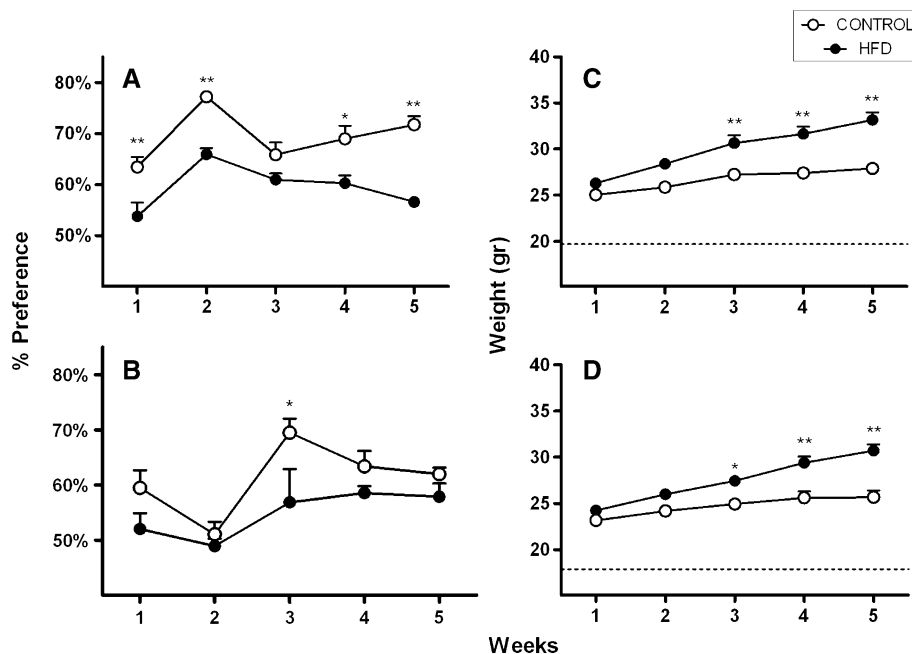 CONTROL
HFD
A
80%
70%
60%
50%
**
**
*
**
1 2 3 4 5
C
40
35
30
25
20
**
**
**
1 2 3 4 5
% Preference
Weight (gr)
B
80%
70%
60%
50%
*
1 2 3 4 5
D
40
35
30
25
20
*
**
**
1 2 3 4 5
Weeks